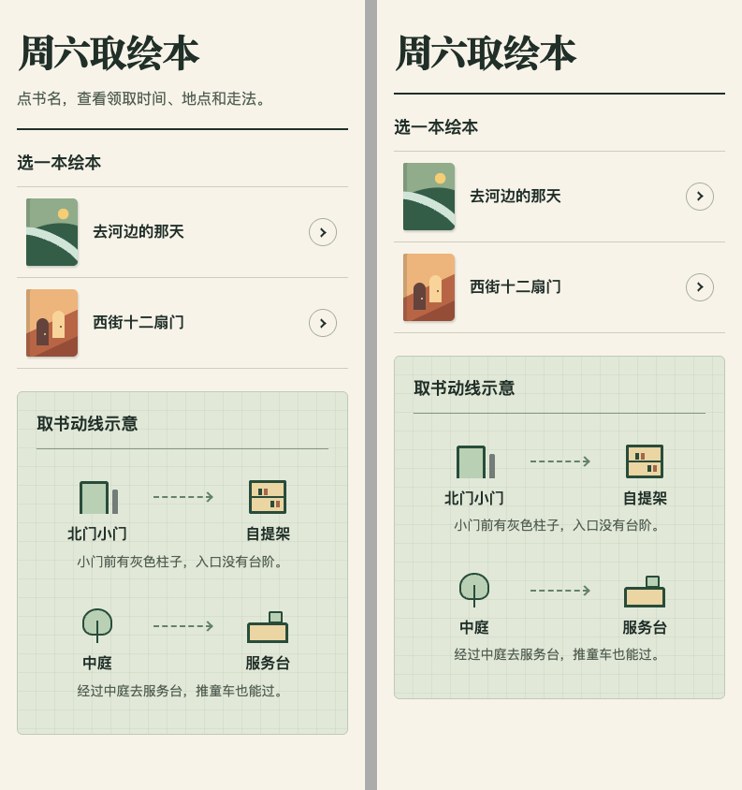 周六取绘本
点书名，查看领取时间、地点和走法。
选一本绘本
去河边的那天
西街十二扇门
取书动线示意
北门小门
自提架
小门前有灰色柱子，入口没有台阶。
中庭
服务台
经过中庭去服务台，推童车也能过。
周六取绘本
选一本绘本
去河边的那天
西街十二扇门
取书动线示意
北门小门
自提架
小门前有灰色柱子，入口没有台阶。
中庭
服务台
经过中庭去服务台，推童车也能过。